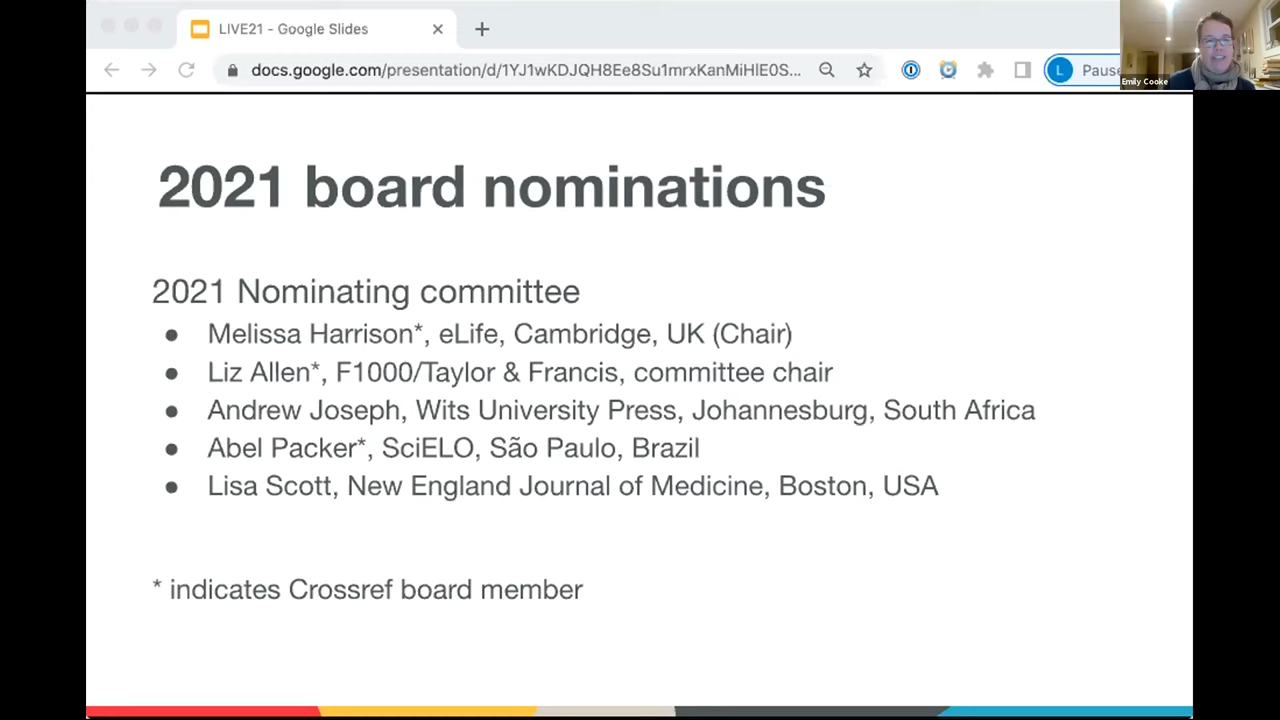 LIVE21 - Google Slides
docs.google.com/presentation/d/1YJ1wKDJQH8Ee8Su1mrxKanMiHlE0S...
L Pause
Emily Cooke
2021 board nominations
2021 Nominating committee
● Melissa Harrison*, eLife, Cambridge, UK (Chair)
● Liz Allen*, F1000/Taylor & Francis, committee chair
● Andrew Joseph, Wits University Press, Johannesburg, South Africa
● Abel Packer*, SciELO, São Paulo, Brazil
● Lisa Scott, New England Journal of Medicine, Boston, USA
* indicates Crossref board member